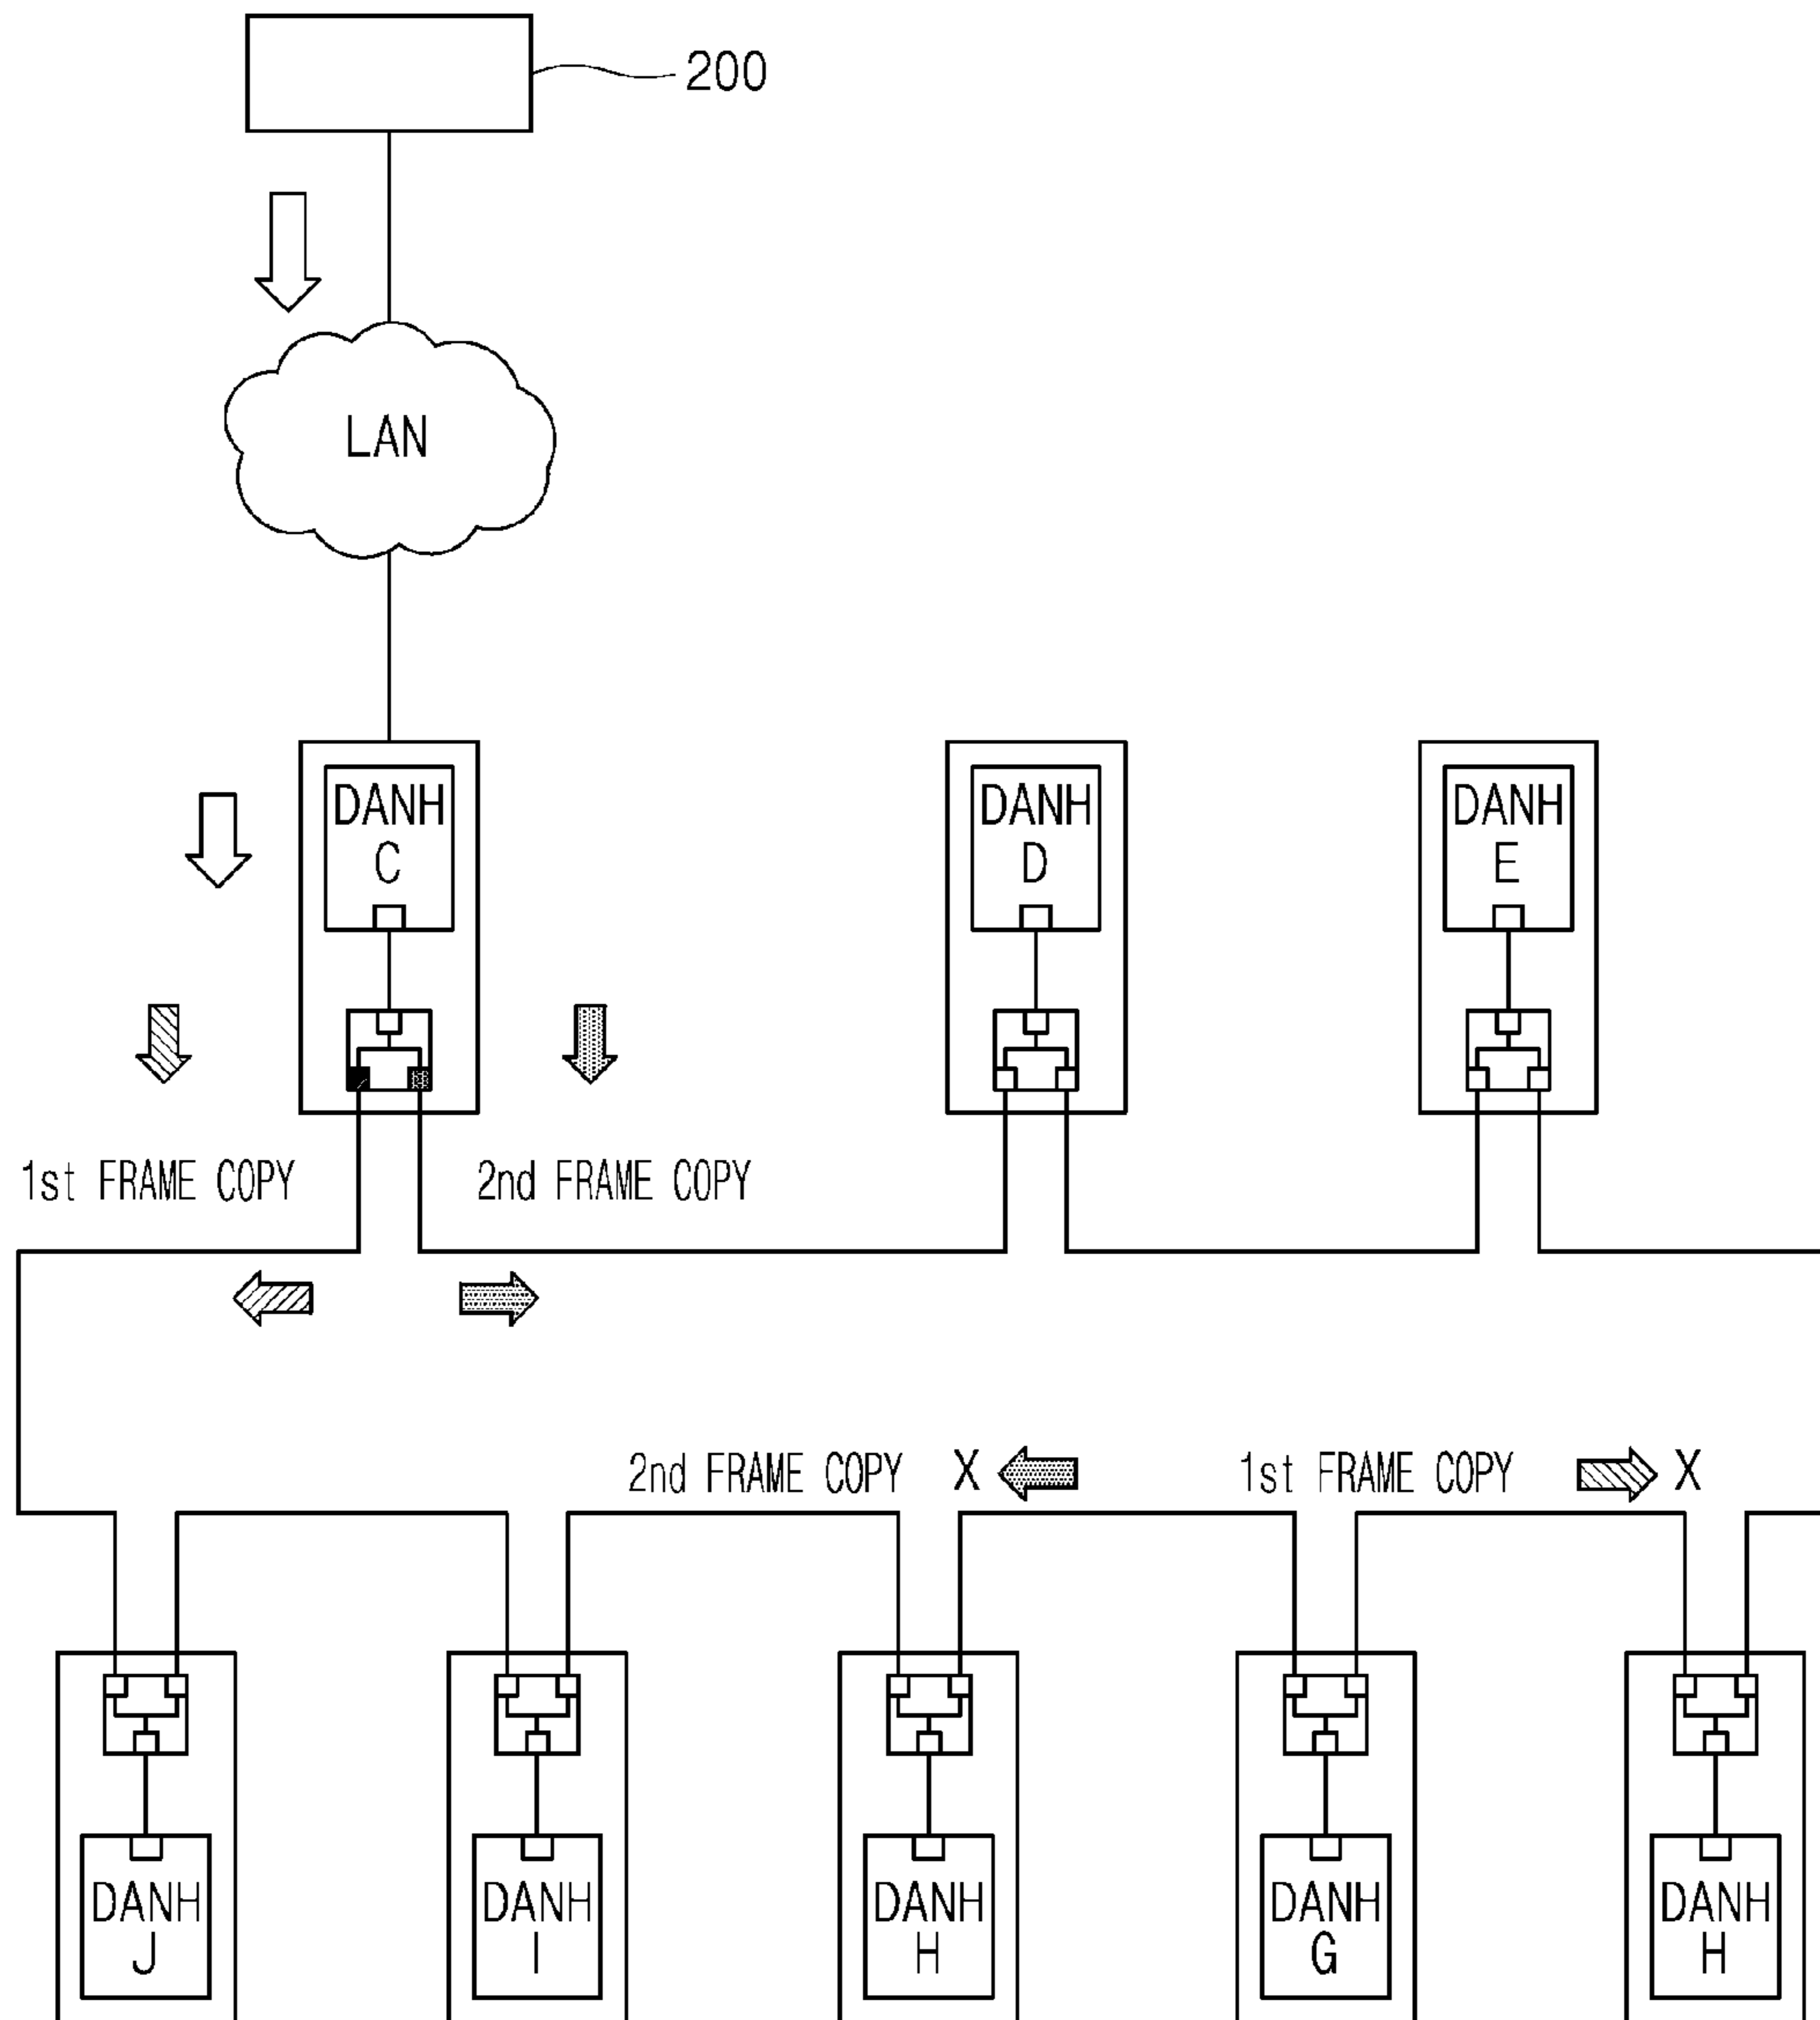 200
LAN
DANH
C
DANH
D
DANH
E
1st FRAME COPY
2nd FRAME COPY
2nd FRAME COPY X
1st FRAME COPY X
DANH
J
DANH
I
DANH
H
DANH
G
DANH
H